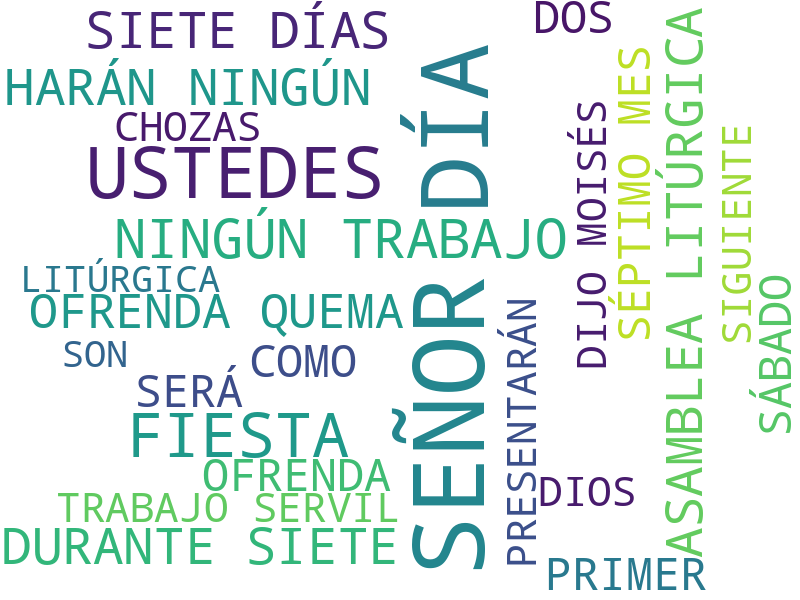 SIETE DÍAS
DOS
HARÁN NINGÚN
CHOZAS
USTEDES
NINGÚN TRABAJO
LITÚRGICA
OFRENDA QUEMA
SON
COMO
SERÁ
FIESTA
OFRENDA
TRABAJO SERVIL
DURANTE SIETE
SEÑOR DÍA
PRESENTARÁN
DIJO MOISÉS
SÉPTIMO MES
ASAMBLEA LITÚRGICA
SIGUIENTE
SÁBADO
DIOS
PRIMER